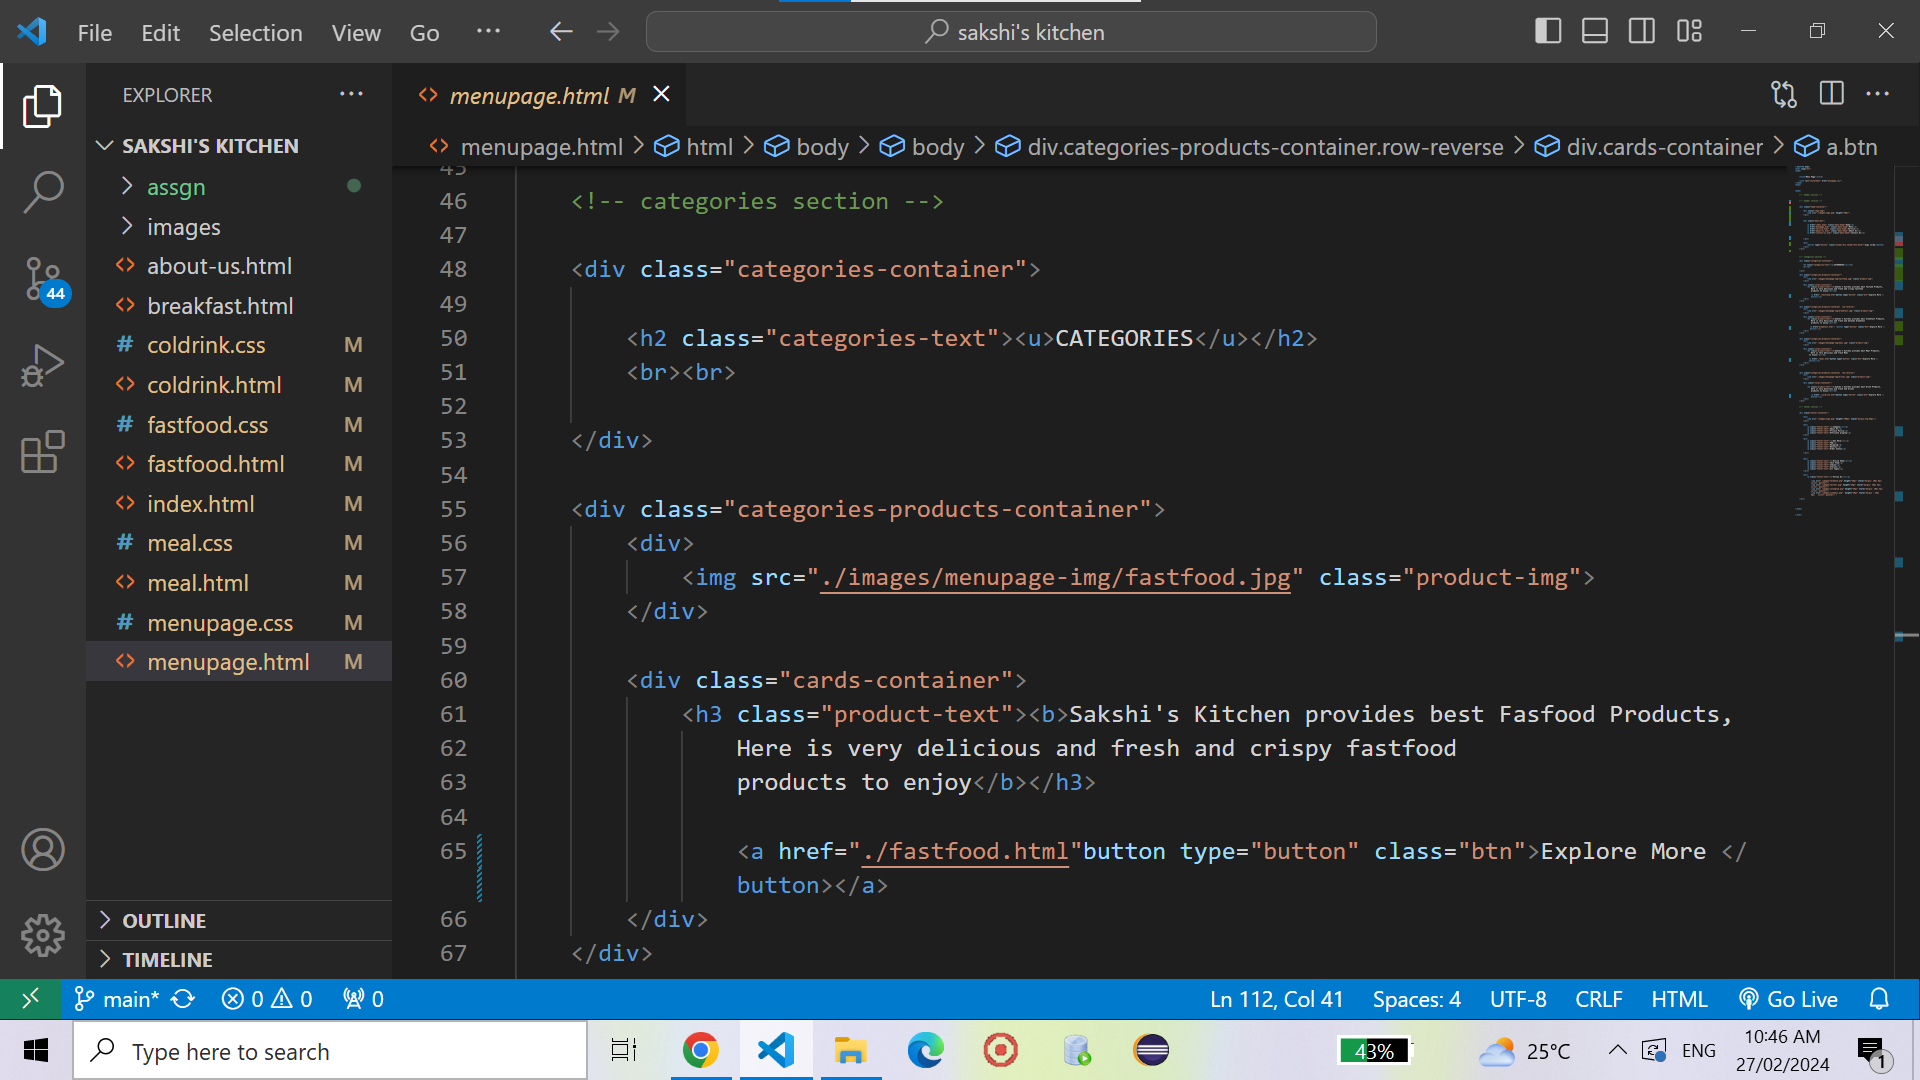 File Edit Selection View Go ··· sakshi's kitchen
EXPLORER ···
SAKSHI'S KITCHEN
assgn
images
about-us.html
breakfast.html
coldrink.css M
coldrink.html M
fastfood.css M
fastfood.html M
index.html M
meal.css M
meal.html M
menupage.css M
menupage.html M
OUTLINE
TIMELINE
44
menupage.html M
menupage.html > html > body > body > div.categories-products-container.row-reverse > div.cards-container > a.btn
45
46 <!-- categories section -->
47
48 <div class="categories-container">
49
50 <h2 class="categories-text"><u>CATEGORIES</u></h2>
51 <br><br>
52
53 </div>
54
55 <div class="categories-products-container">
56 <div>
57 <img src="./images/menupage-img/fastfood.jpg" class="product-img">
58 </div>
59
60 <div class="cards-container">
61 <h3 class="product-text"><b>Sakshi's Kitchen provides best Fasfood Products,
62 Here is very delicious and fresh and crispy fastfood
63 products to enjoy</b></h3>
64
65 <a href="./fastfood.html"button type="button" class="btn">Explore More </
button></a>
66 </div>
67 </div>
main* 0 0 0 Ln 112, Col 41 Spaces: 4 UTF-8 CRLF HTML Go Live
Type here to search 43% 25°C ENG 10:46 AM
27/02/2024 1